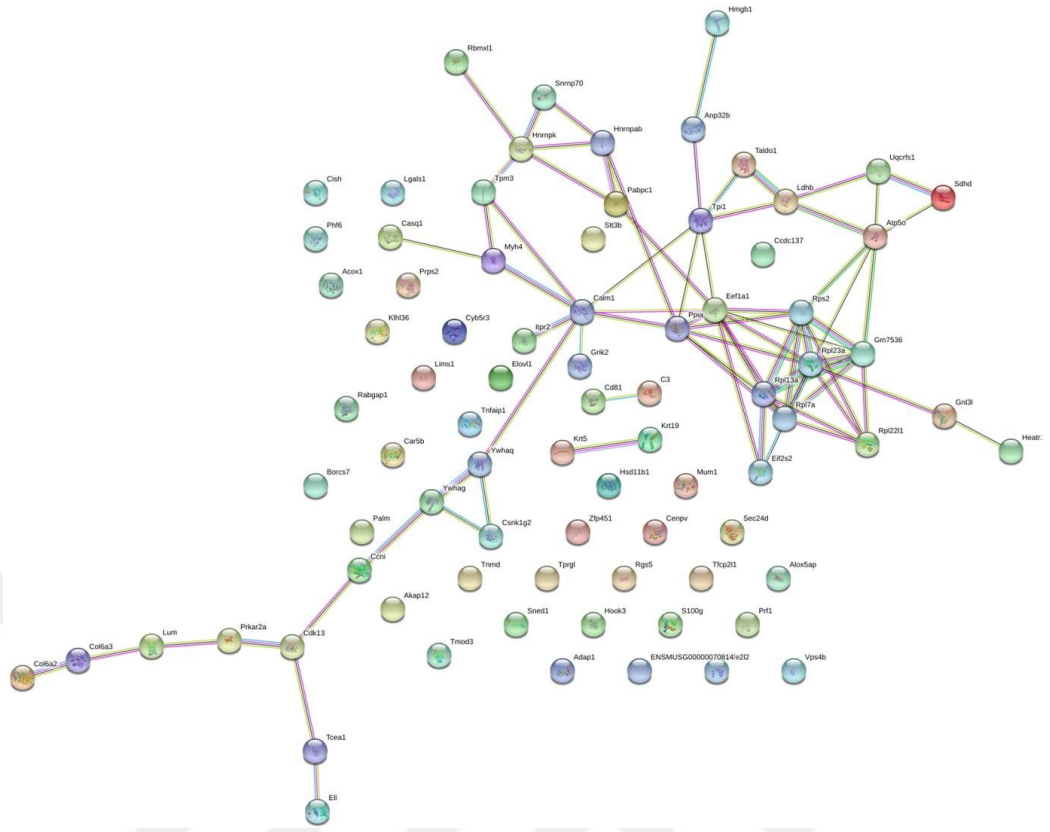 Hmgb1
Rbmxl1
Snrnp70
Anp32b
Hnrnpk
Hnrnpab
Taldo1
Uqcrfs1
Cish
Lgals1
Tpm3
Pabpc1
Ldhb
Sdhd
Tpi1
Phf6
Casq1
Stt3b
Atp5o
Myh4
Ccdc137
Acox1
Prps2
Calm1
Eef1a1
Rps2
Klhl36
Cyb5r3
Itpr2
Ppia
Gm7536
Rpl23a
Lims1
Elovl1
Grik2
Rpl13a
Rabgap1
Cd81
C3
Rpl7a
Gnl3l
Tnfaip1
Krt5
Krt19
Rpl22l1
Heatr
Car5b
Ywhaq
Eif2s2
Borcs7
Hsd11b1
Mum1
Ywhag
Palm
Csnk1g2
Zfp451
Cenpv
Sec24d
Ccni
Tnmd
Tprgl
Rgs5
Tfcp2l1
Alox5ap
Akap12
Sned1
Hook3
S100g
Prf1
Lum
Prkar2a
Cdk13
Col6a3
Tmod3
Col6a2
Adap1
ENSMUSG00000070814
Vps4b
Tcea1
Ell